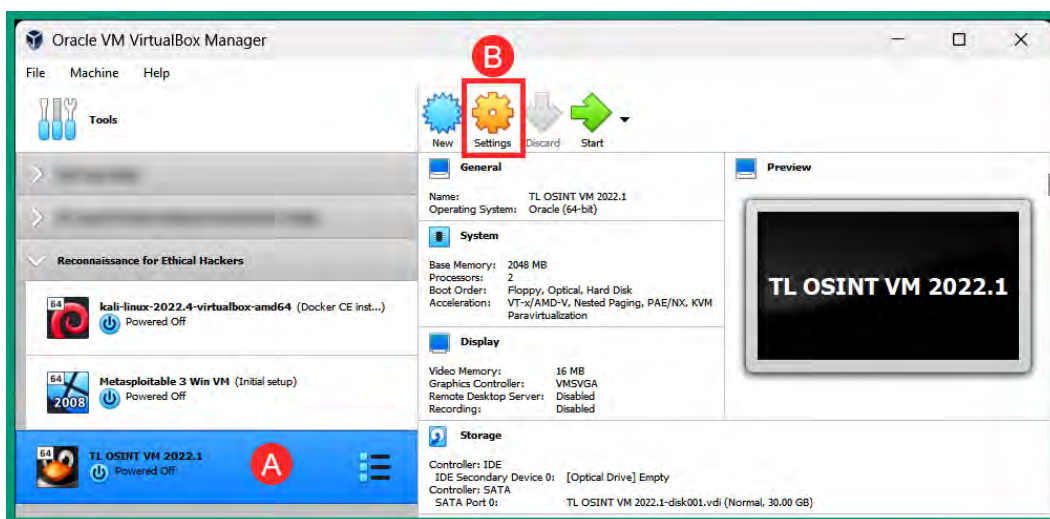 Oracle VM VirtualBox Manager
B
File Machine Help
Tools
New Settings Discard Start
General
Name: TL OSINT VM 2022.1
Operating System: Oracle (64-bit)
System
Base Memory: 2048 MB
Processors: 2
Boot Order: Floppy, Optical, Hard Disk
Acceleration: VT-x/AMD-V, Nested Paging, PAE/NX, KVM
Paravirtualization
Display
Video Memory: 16 MB
Graphics Controller: VMSVGA
Remote Desktop Server: Disabled
Recording: Disabled
Storage
Controller: IDE
IDE Secondary Device 0: [Optical Drive] Empty
Controller: SATA
SATA Port 0: TL OSINT VM 2022.1-disk001.vdi (Normal, 30.00 GB)
Preview
TL OSINT VM 2022.1
Reconnaissance for Ethical Hackers
64
kali-linux-2022.4-virtualbox-amd64 (Docker CE inst...)
Powered Off
64
2008
Metasploitable 3 Win VM (Initial setup)
Powered Off
64
TL OSINT VM 2022.1
Powered Off
A